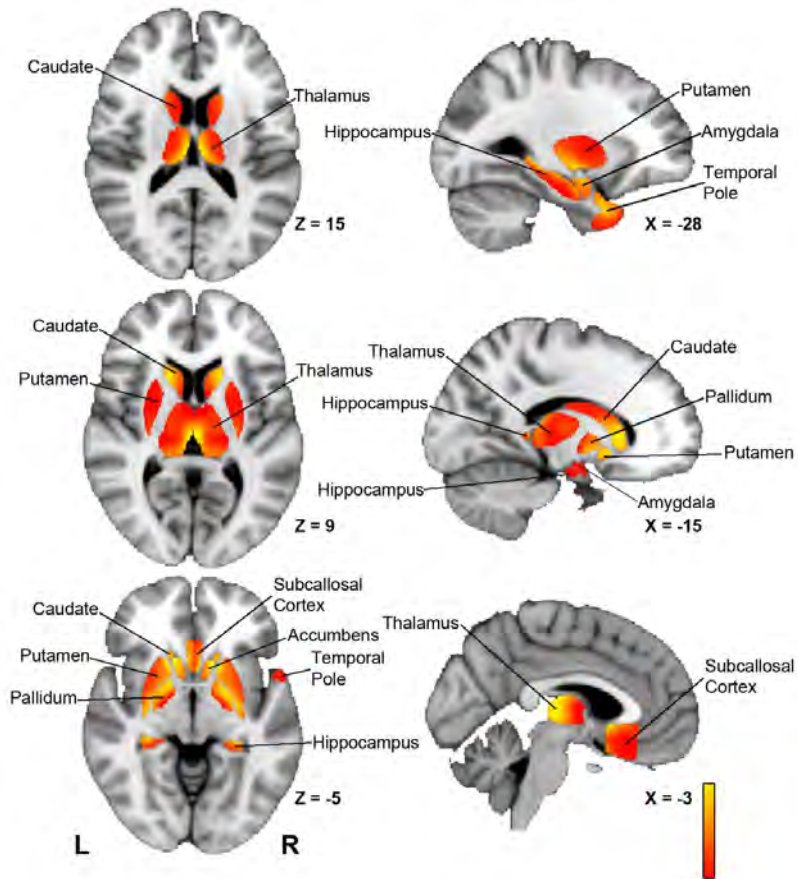 Caudate
Thalamus
Z = 15
Putamen
Hippocampus
Amygdala
Temporal
Pole
X = -28
Caudate
Putamen
Thalamus
Z = 9
Thalamus
Caudate
Hippocampus
Pallidum
Putamen
Hippocampus
Amygdala
X = -15
Subcallosal
Cortex
Caudate
Accumbens
Putamen
Temporal
Pole
Pallidum
Hippocampus
Z = -5
L
R
Thalamus
Subcallosal
Cortex
X = -3